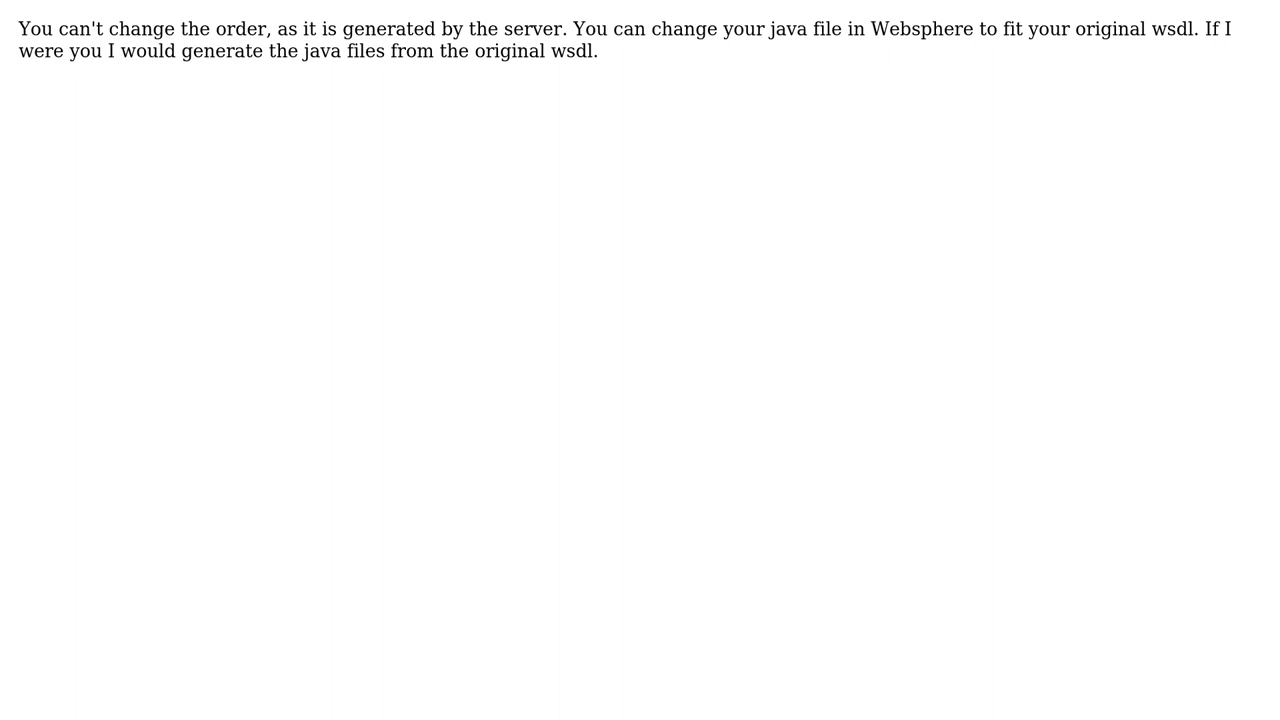 You can't change the order, as it is generated by the server. You can change your java file in Websphere to fit your original wsdl. If I
were you I would generate the java files from the original wsdl.